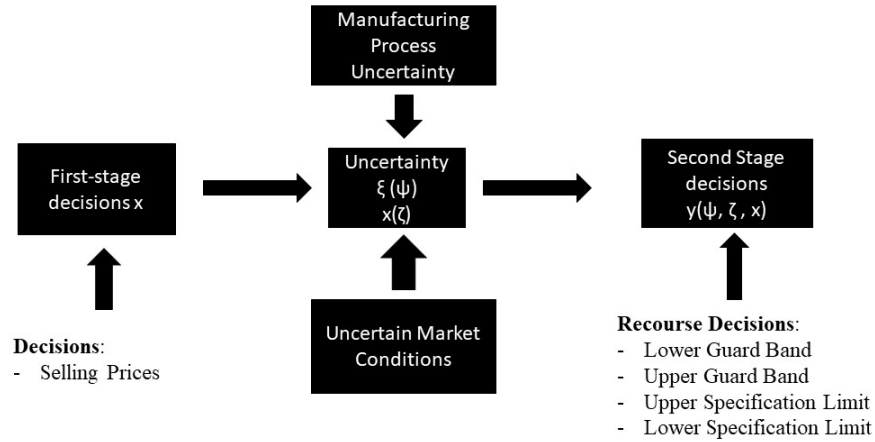 Manufacturing
Process
Uncertainty
First-stage
decisions x
Uncertainty
ξ (ψ)
x(ζ)
Second Stage
decisions
y(ψ, ζ , x)
Uncertain Market
Conditions
Decisions:
- Selling Prices
Recourse Decisions:
- Lower Guard Band
- Upper Guard Band
- Upper Specification Limit
- Lower Specification Limit